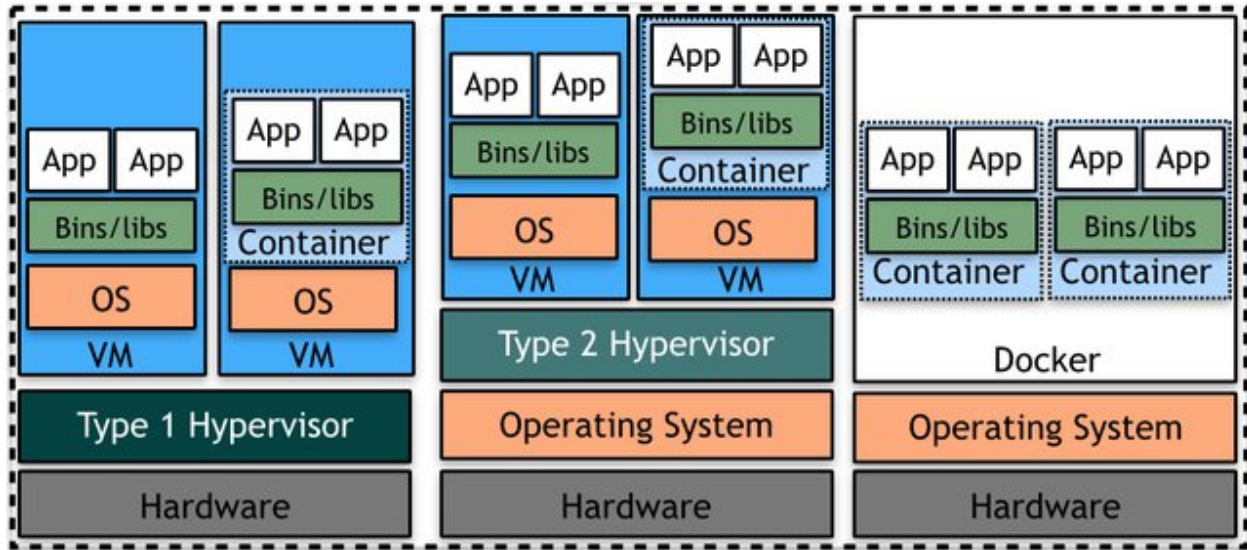 App App
Bins/libs
OS
VM
App App
Bins/libs
Container
OS
VM
Type 1 Hypervisor
Hardware
App App
Bins/libs
OS
VM
App App
Bins/libs
Container
OS
VM
Type 2 Hypervisor
Operating System
Hardware
App App
Bins/libs
Container
App App
Bins/libs
Container
Docker
Operating System
Hardware